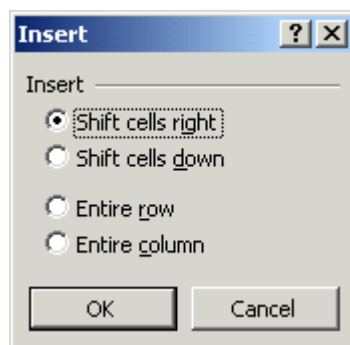 Insert
Insert
Shift cells right
Shift cells down
Entire row
Entire column
OK Cancel